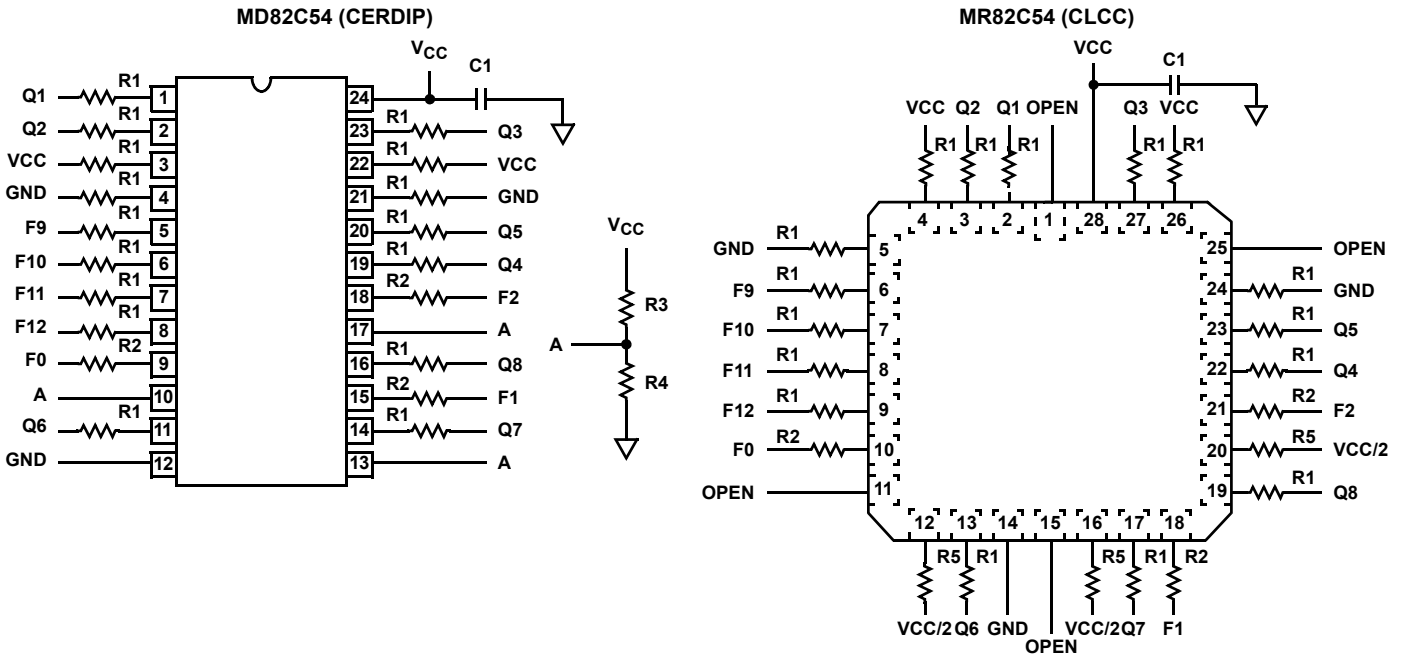 MD82C54 (CERDIP)
VCC
C1
Q1 R1 1
Q2 R1 2
VCC R1 3
GND R1 4
F9 R1 5
F10 R1 6
F11 R1 7
F12 R1 8
F0 R2 9
A 10
Q6 R1 11
GND 12
24
23 R1 Q3
22 R1 VCC
21 R1 GND
20 R1 Q5
19 R1 Q4
18 R2 F2
17 A
16 R1 Q8
15 R2 F1
14 R1 Q7
13 A
VCC
R3
A
R4
MR82C54 (CLCC)
VCC
C1
VCC Q2 Q1 OPEN Q3 VCC
R1 R1 R1 R1 R1
4 3 2 1 28 27 26
GND R1 5
F9 R1 6
F10 R1 7
F11 R1 8
F12 R1 9
F0 R2 10
OPEN 11
25 OPEN
24 R1 GND
23 R1 Q5
22 R1 Q4
21 R2 F2
20 R5 VCC/2
19 R1 Q8
12 13 14 15 16 17 18
R5 R1 R5 R1 R2
VCC/2 Q6 GND OPEN VCC/2 Q7 F1